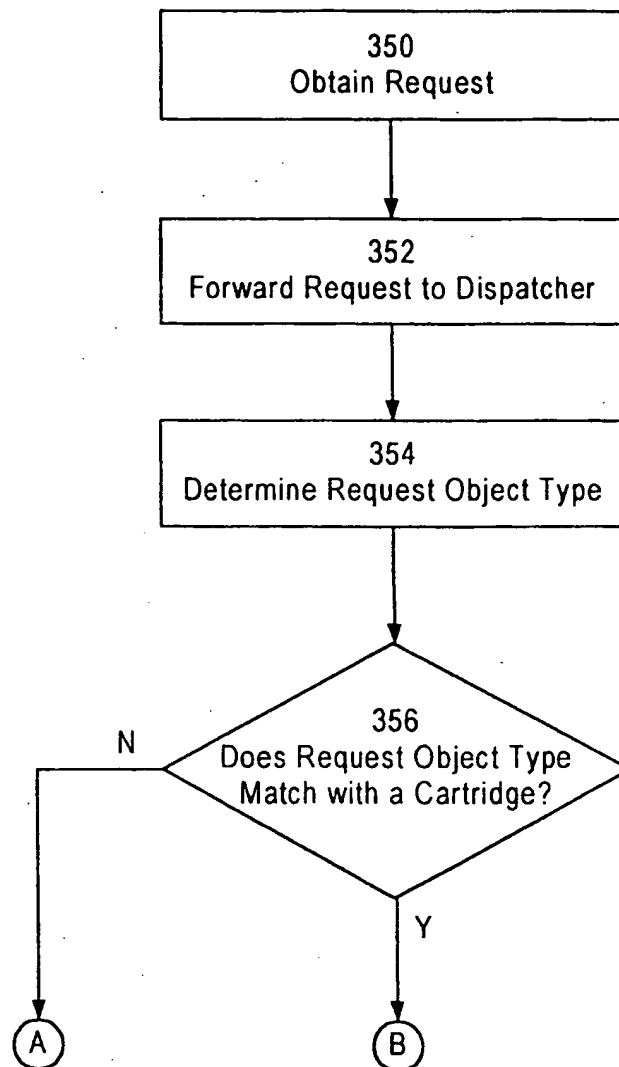 350
Obtain Request
352
Forward Request to Dispatcher
354
Determine Request Object Type
356
Does Request Object Type
Match with a Cartridge?
N
Y
A
B